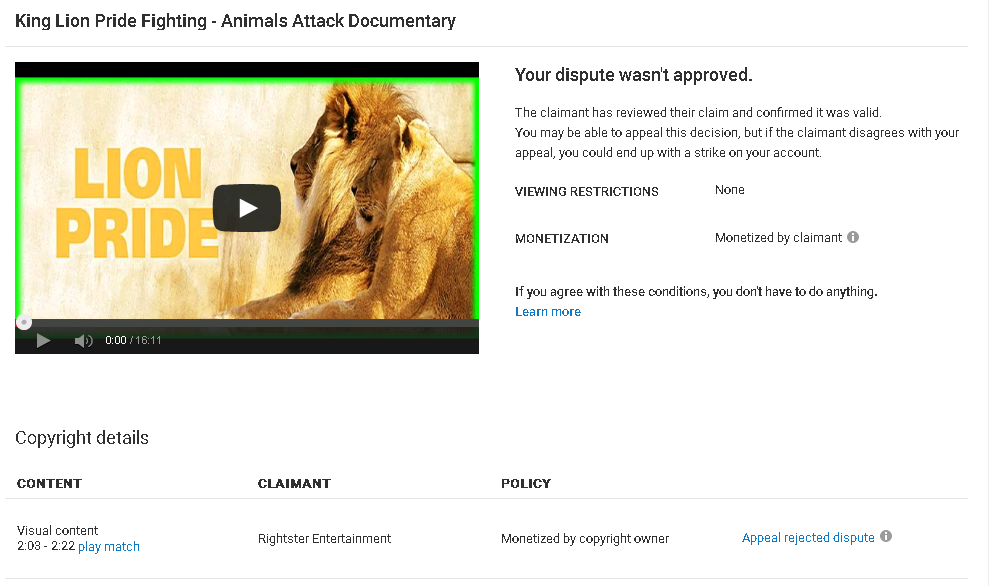 King Lion Pride Fighting - Animals Attack Documentary
LION
PRIDE
0:00 / 16:11
Your dispute wasn't approved.
The claimant has reviewed their claim and confirmed it was valid.
You may be able to appeal this decision, but if the claimant disagrees with your
appeal, you could end up with a strike on your account.
VIEWING RESTRICTIONS None
MONETIZATION Monetized by claimant
If you agree with these conditions, you don't have to do anything.
Learn more
Copyright details
CONTENT CLAIMANT POLICY
Visual content
2:03 - 2:22 play match Rightster Entertainment Monetized by copyright owner Appeal rejected dispute